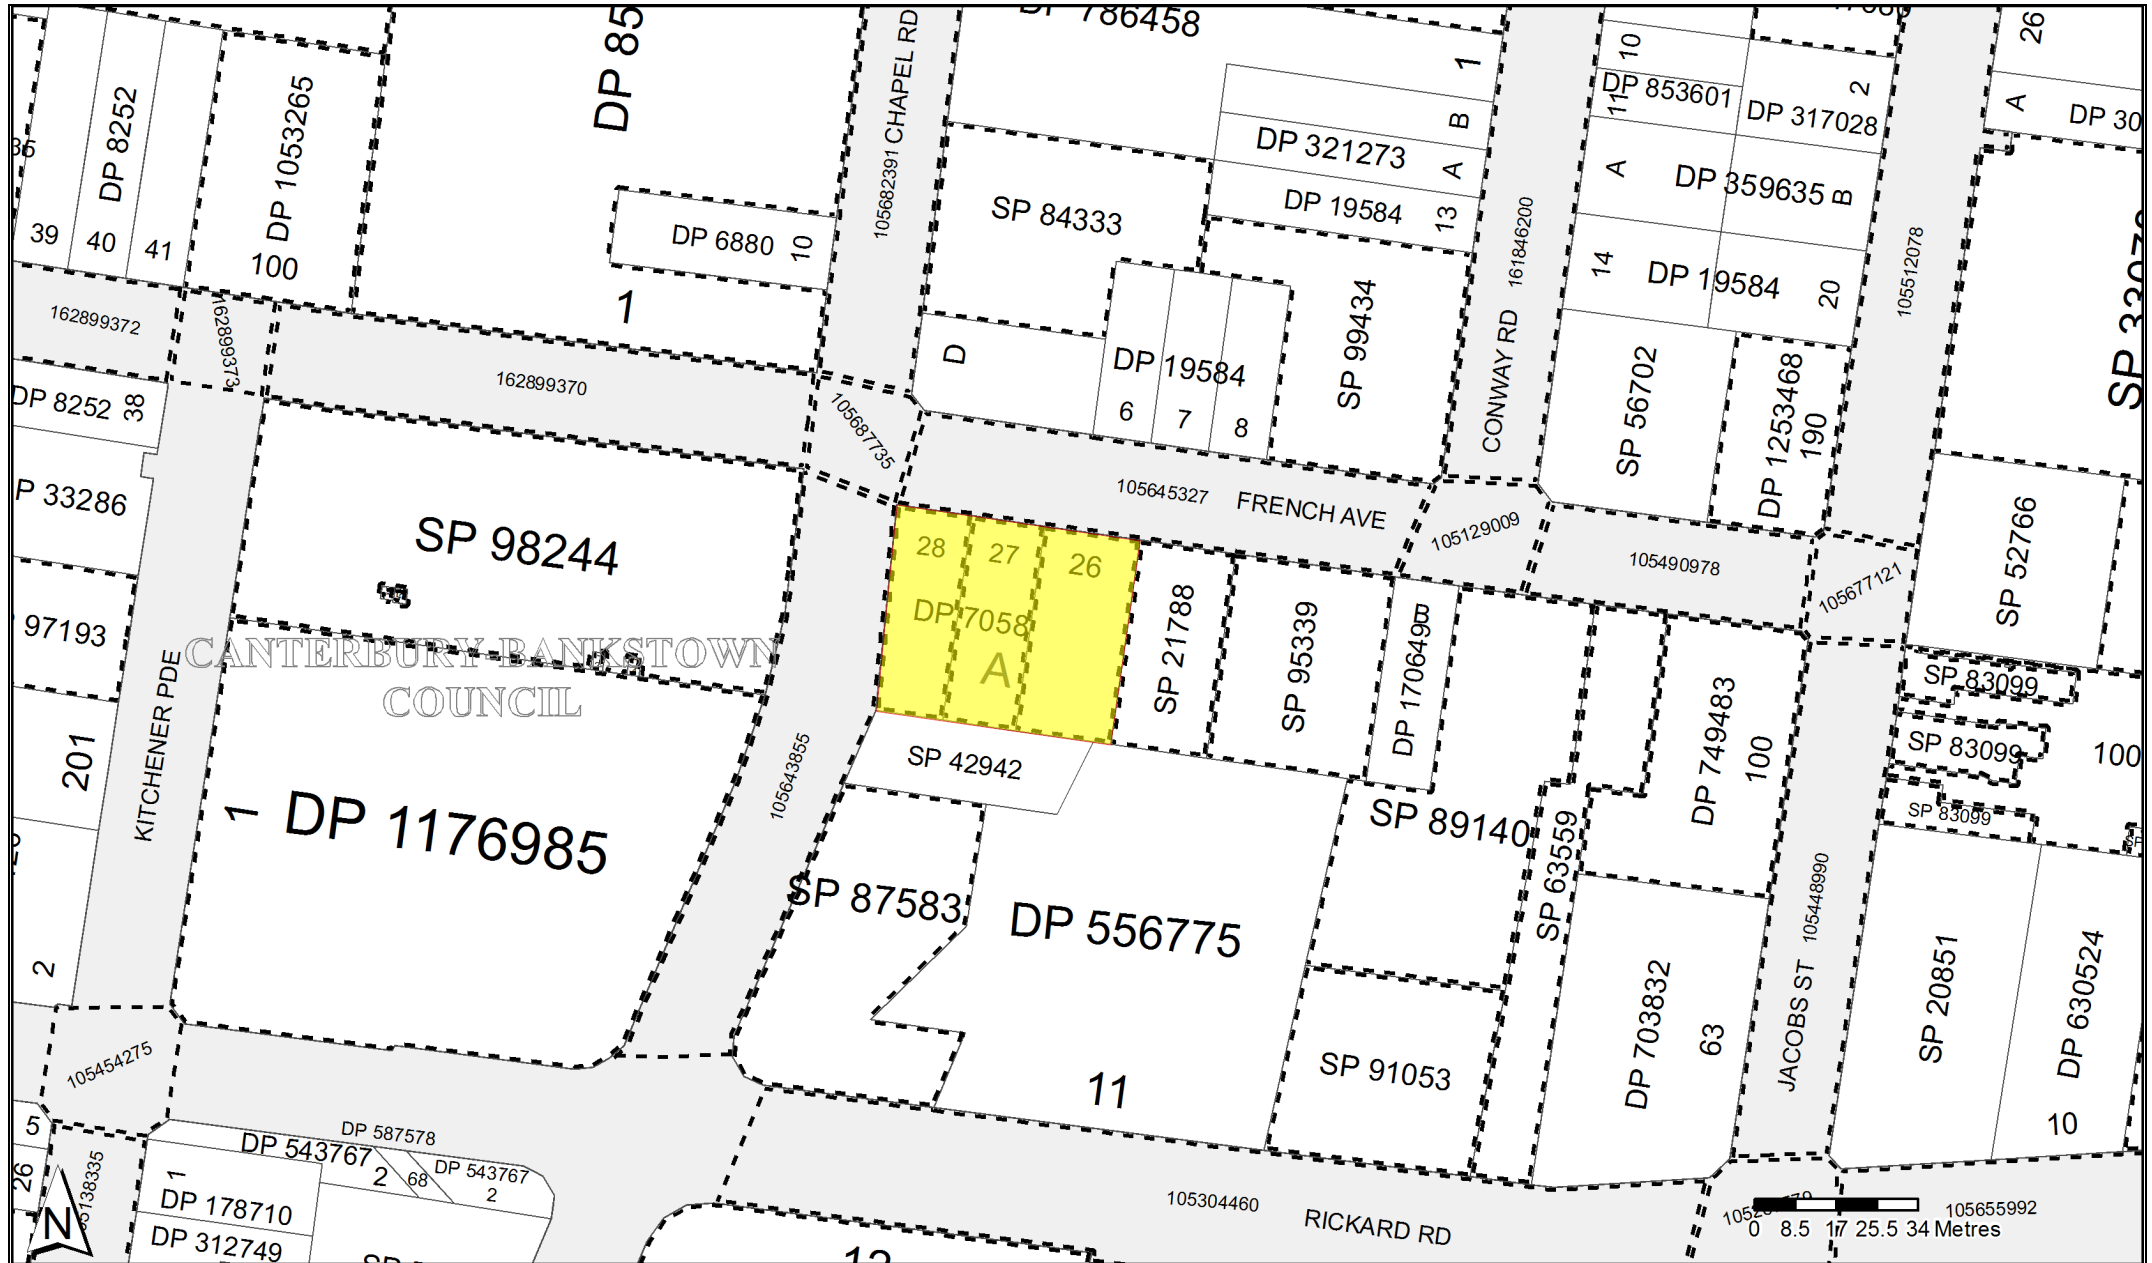 DP 8252
DP 1053265
DP 85
CHAPEL RD
105682391
DP 786458
1
B
DP 321273
A
DP 19584
13
SP 84333
10
DP 853601
11
2
DP 317028
A
DP 359635
B
14
DP 19584
20
26
A
DP 30
35
39
40
41
100
DP 6880
10
1
161846200
CONWAY RD
105512078
SP 33078
162899372
162899373
162899370
105687735
D
DP 19584
6
7
8
SP 99434
SP 56702
DP 1253468
190
DP 8252
38
P 33286
SP 98244
105645327
FRENCH AVE
105129009
105490978
105677121
SP 52766
28
27
26
DP 7058
A
SP 21788
SP 95339
B
DP 170649
97193
CANTERBURY-BANKSTOWN
COUNCIL
KITCHENER PDE
201
1
DP 1176985
105643855
SP 42942
SP 87583
DP 556775
11
SP 89140
SP 63559
DP 749483
100
SP 83099
SP 83099
SP 83099
100
SP
2
SP 91053
DP 703832
63
JACOBS ST
105448990
SP 20851
DP 630524
10
105454275
5
26
DP 587578
DP 543767
2
68
DP 543767
2
1
DP 178710
DP 312749
N
105304460
RICKARD RD
12
105655992
0 8.5 17 25.5 34 Metres